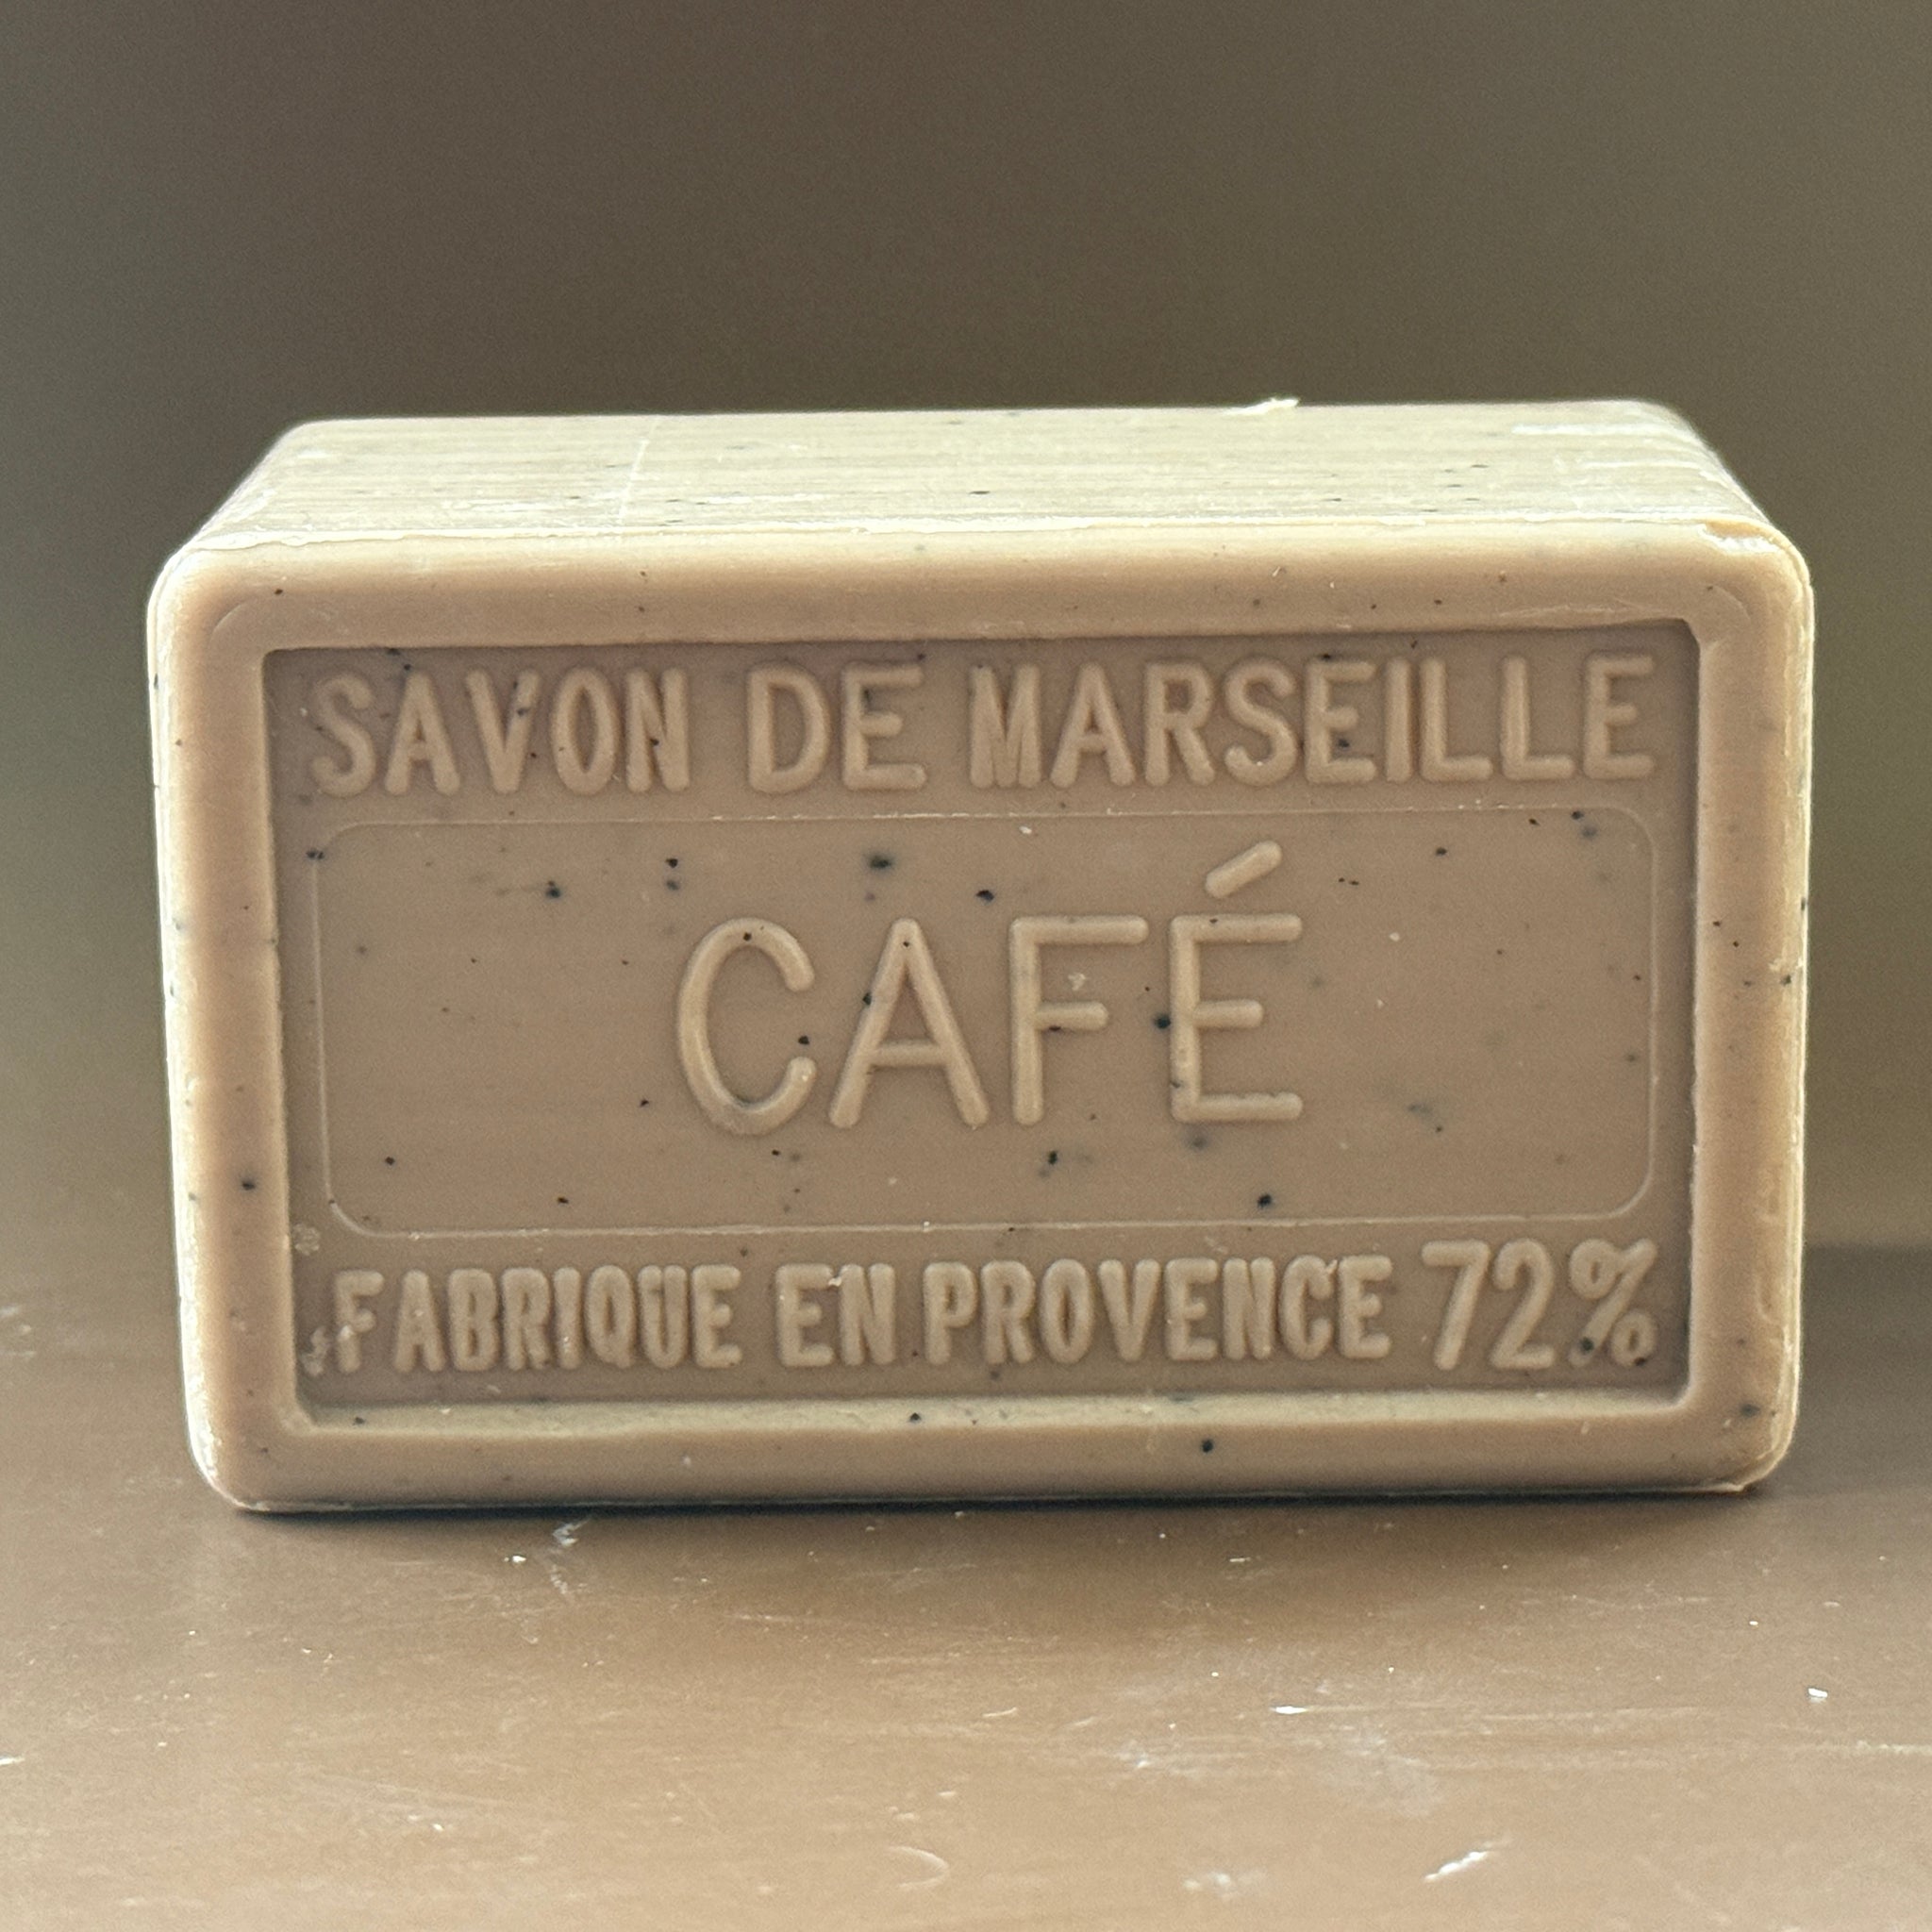 SAVON DE MARSEILLE
CAFÉ
FABRIQUE EN PROVENCE 72%